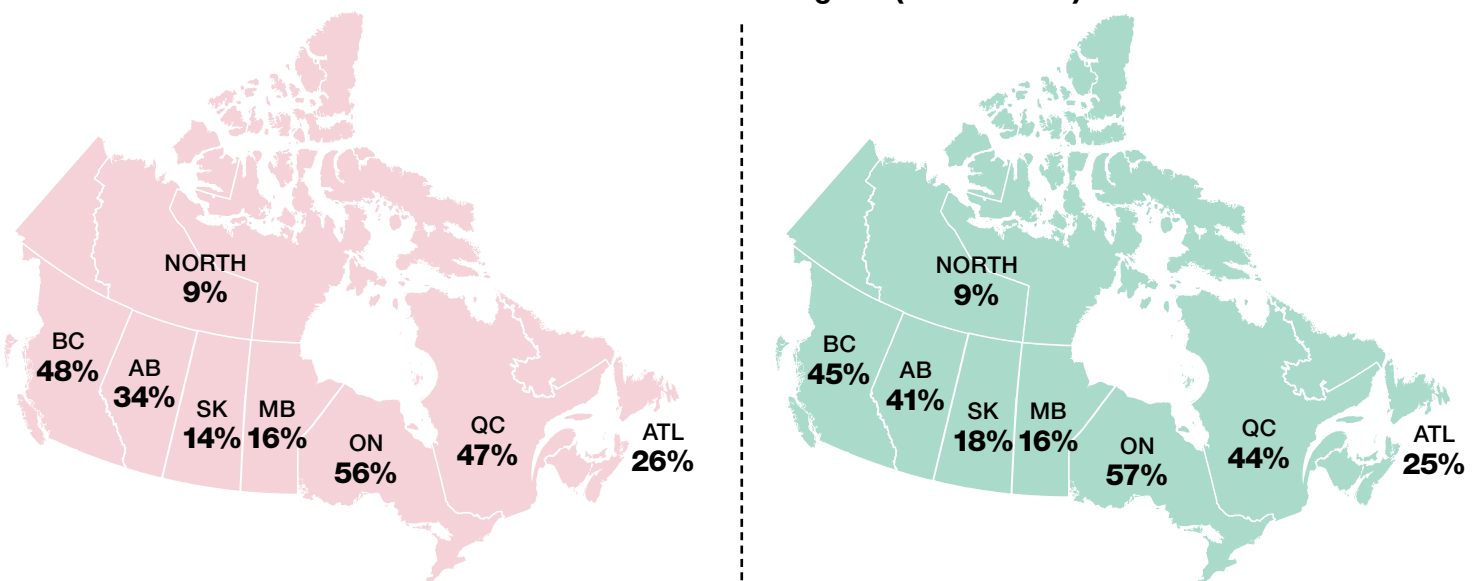 NORTH
9%
BC
48%
AB
34%
SK
14%
MB
16%
ON
56%
QC
47%
ATL
26%
NORTH
9%
BC
45%
AB
41%
SK
18%
MB
16%
ON
57%
QC
44%
ATL
25%